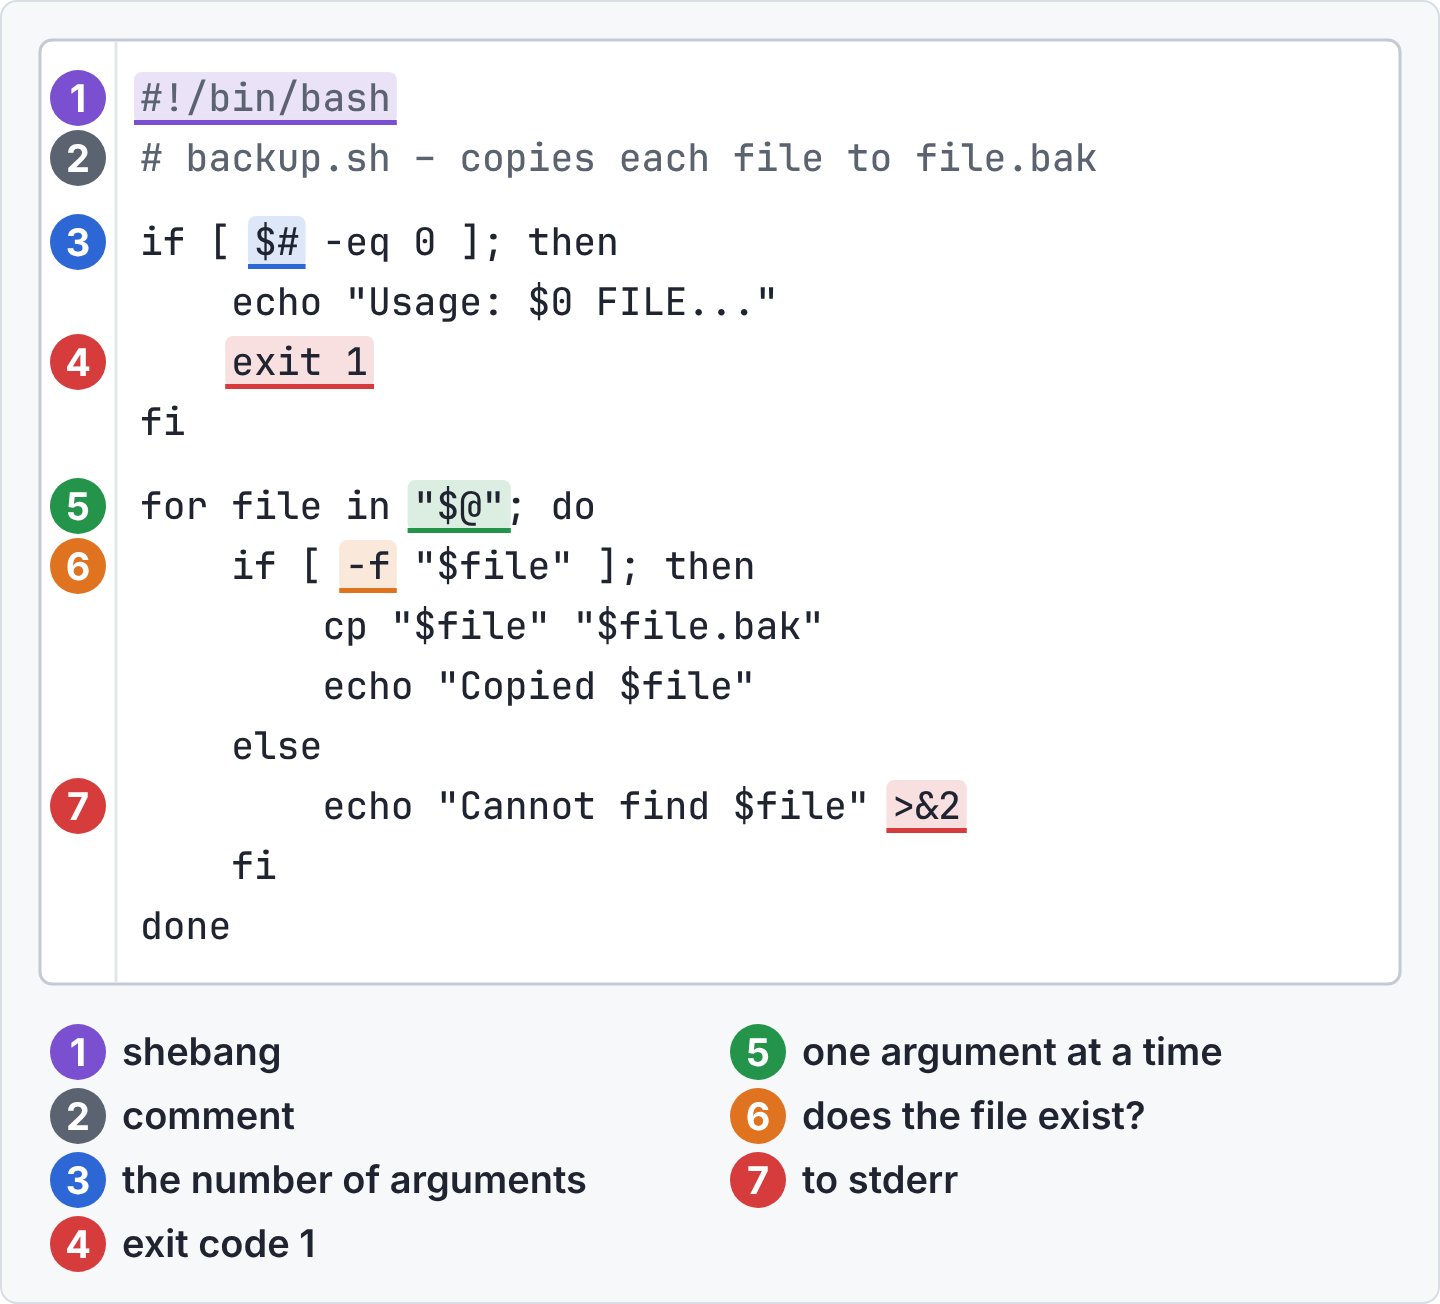 1 #!/bin/bash
2 # backup.sh – copies each file to file.bak
3 if [ $# -eq 0 ]; then
echo "Usage: $0 FILE..."
4 exit 1
fi
5 for file in "$@"; do
6 if [ -f "$file" ]; then
cp "$file" "$file.bak"
echo "Copied $file"
else
7 echo "Cannot find $file" >&2
fi
done
1 shebang
2 comment
3 the number of arguments
4 exit code 1
5 one argument at a time
6 does the file exist?
7 to stderr